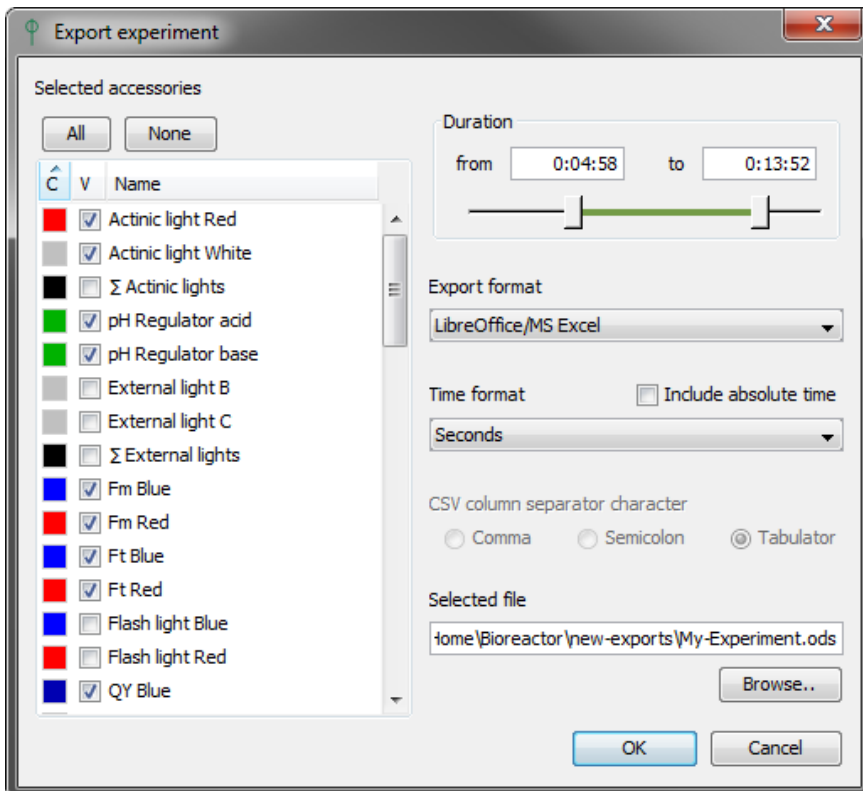 Export experiment
Selected accessories
All None
C V Name
Actinic light Red
Actinic light White
Σ Actinic lights
pH Regulator acid
pH Regulator base
External light B
External light C
Σ External lights
Fm Blue
Fm Red
Ft Blue
Ft Red
Flash light Blue
Flash light Red
QY Blue
Duration
from 0:04:58 to 0:13:52
Export format
LibreOffice/MS Excel
Time format Include absolute time
Seconds
CSV column separator character
Comma Semicolon Tabulator
Selected file
Home\Bioreactor\new-exports\My-Experiment.ods
Browse..
OK Cancel